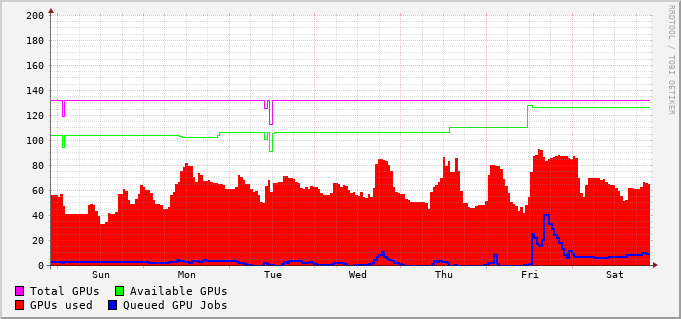 200
180
160
140
120
100
80
60
40
20
0
Sun Mon Tue Wed Thu Fri Sat
Total GPUs Available GPUs
GPUs used Queued GPU Jobs
RRDTOOL / TOBI OETIKER